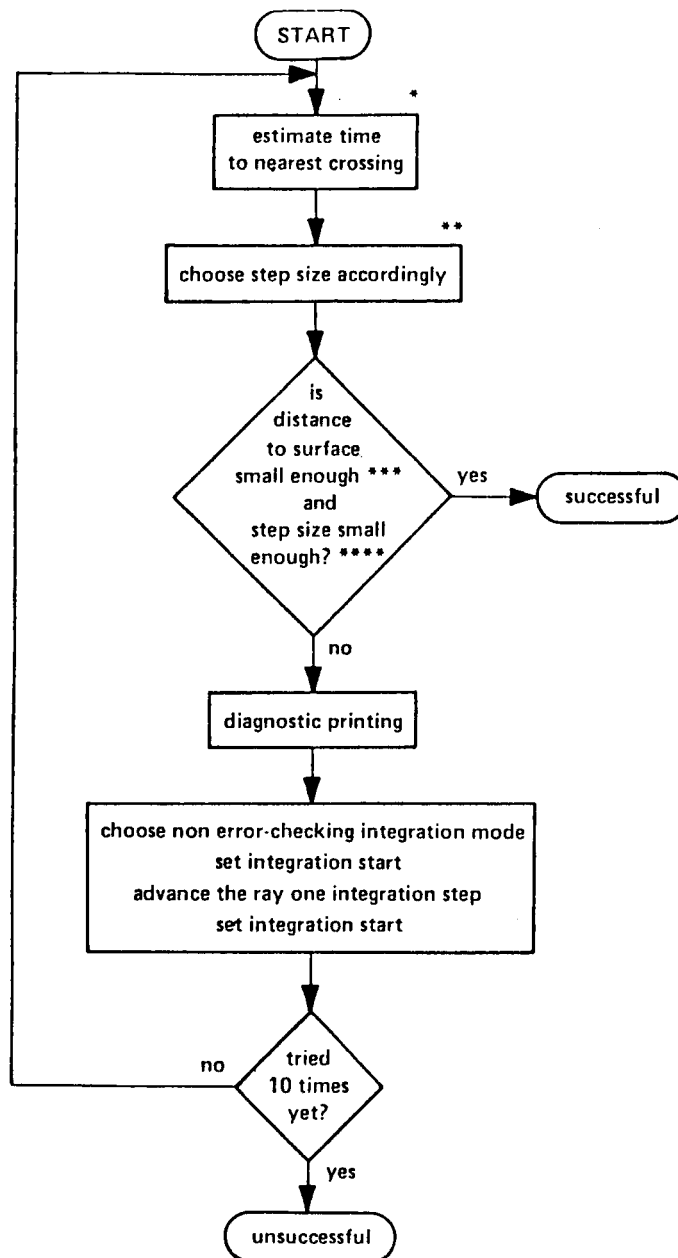 START
*
estimate time
to nearest crossing
**
choose step size accordingly
is
distance
to surface
small enough ***
and
step size small
enough? ****
yes
successful
no
diagnostic printing
choose non error-checking integration mode
set integration start
advance the ray one integration step
set integration start
no
tried
10 times
yet?
yes
unsuccessful